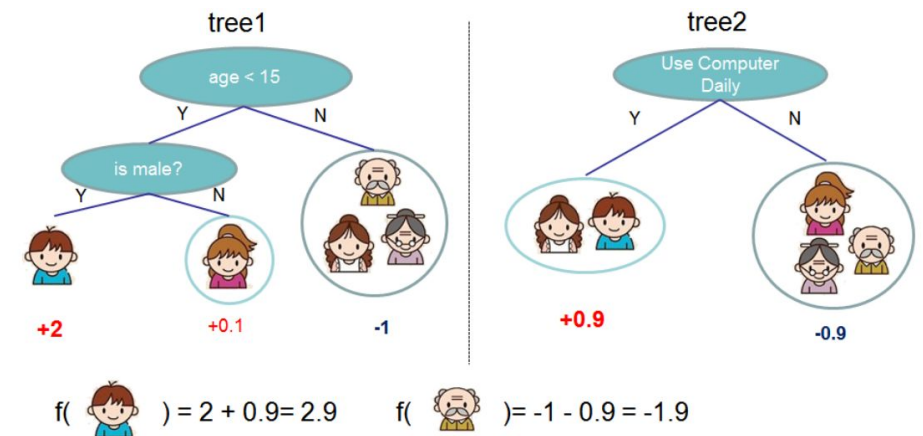 tree1
age < 15
Y
N
is male?
Y
N
+2
+0.1
-1
tree2
Use Computer
Daily
Y
N
+0.9
-0.9
f( ) = 2 + 0.9= 2.9
f( )= -1 - 0.9 = -1.9